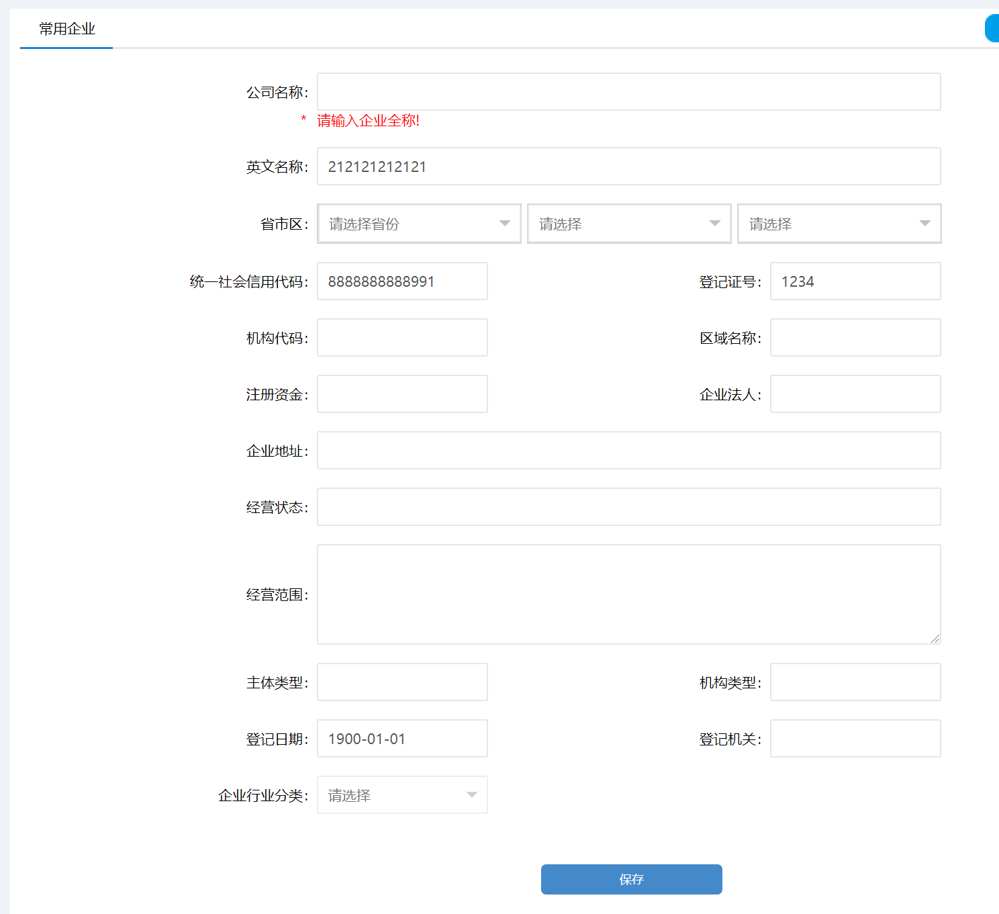 常用企业
公司名称:
* 请输入企业全称!
英文名称: 212121212121
省市区: 请选择省份 请选择 请选择
统一社会信用代码: 8888888888991 登记证号: 1234
机构代码: 区域名称:
注册资金: 企业法人:
企业地址:
经营状态:
经营范围:
主体类型: 机构类型:
登记日期: 1900-01-01 登记机关:
企业行业分类: 请选择
保存